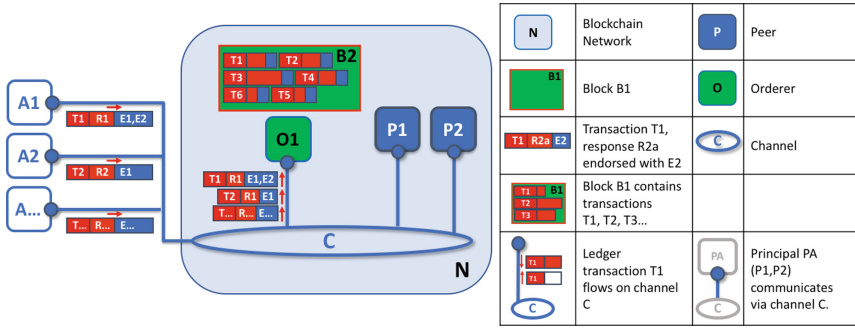 A1
T1 R1 E1,E2
A2
T2 R2 E1
A...
T... R... E...
B2
T1 T2
T3 T4
T6 T5
O1
P1
P2
T1 R1 E1,E2
T2 R1 E1
T... R... E...
C
N
N
Blockchain
Network
P
Peer
B1
Block B1
O
Orderer
T1 R2a E2
Transaction T1,
response R2a
endorsed with E2
C
Channel
B1
T1
T2
T3
Block B1 contains
transactions
T1, T2, T3...
T1
T1
C
Ledger
transaction T1
flows on channel
C
PA
C
Principal PA
(P1,P2)
communicates
via channel C.